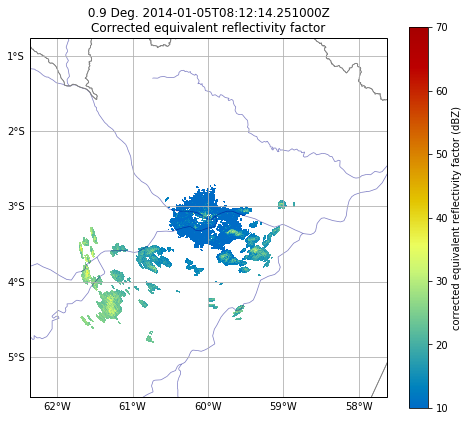 0.9 Deg. 2014-01-05T08:12:14.251000Z
Corrected equivalent reflectivity factor
1°S
2°S
3°S
4°S
5°S
62°W
61°W
60°W
59°W
58°W
70
60
50
40
30
20
10
corrected equivalent reflectivity factor (dBZ)